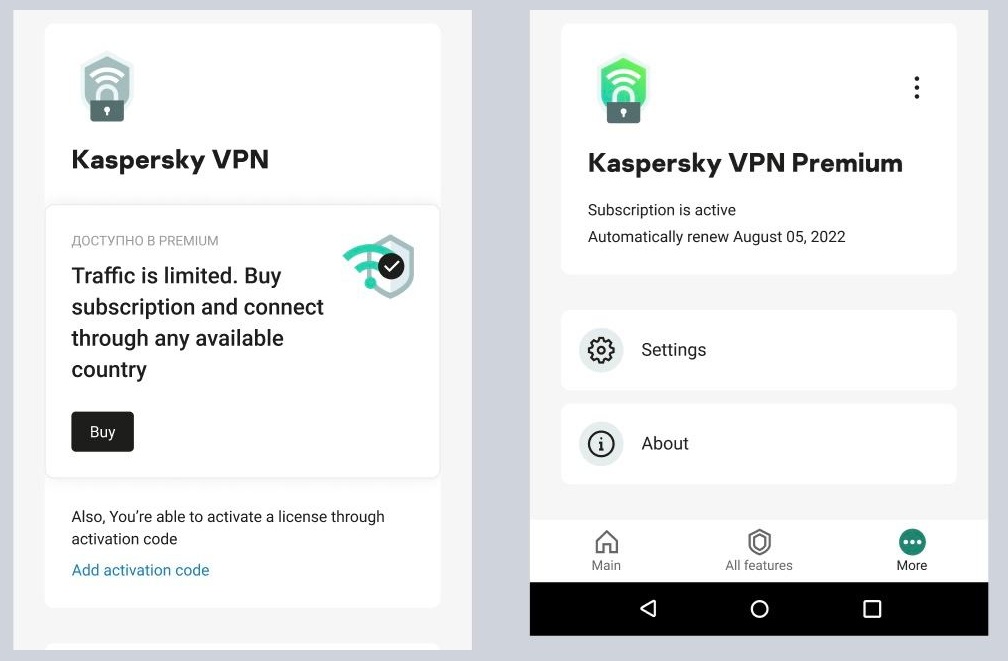 Kaspersky VPN
ДОСТУПНО В PREMIUM
Traffic is limited. Buy
subscription and connect
through any available
country
Buy
Also, You’re able to activate a license through
activation code
Add activation code
Kaspersky VPN Premium
Subscription is active
Automatically renew August 05, 2022
Settings
About
Main
All features
More